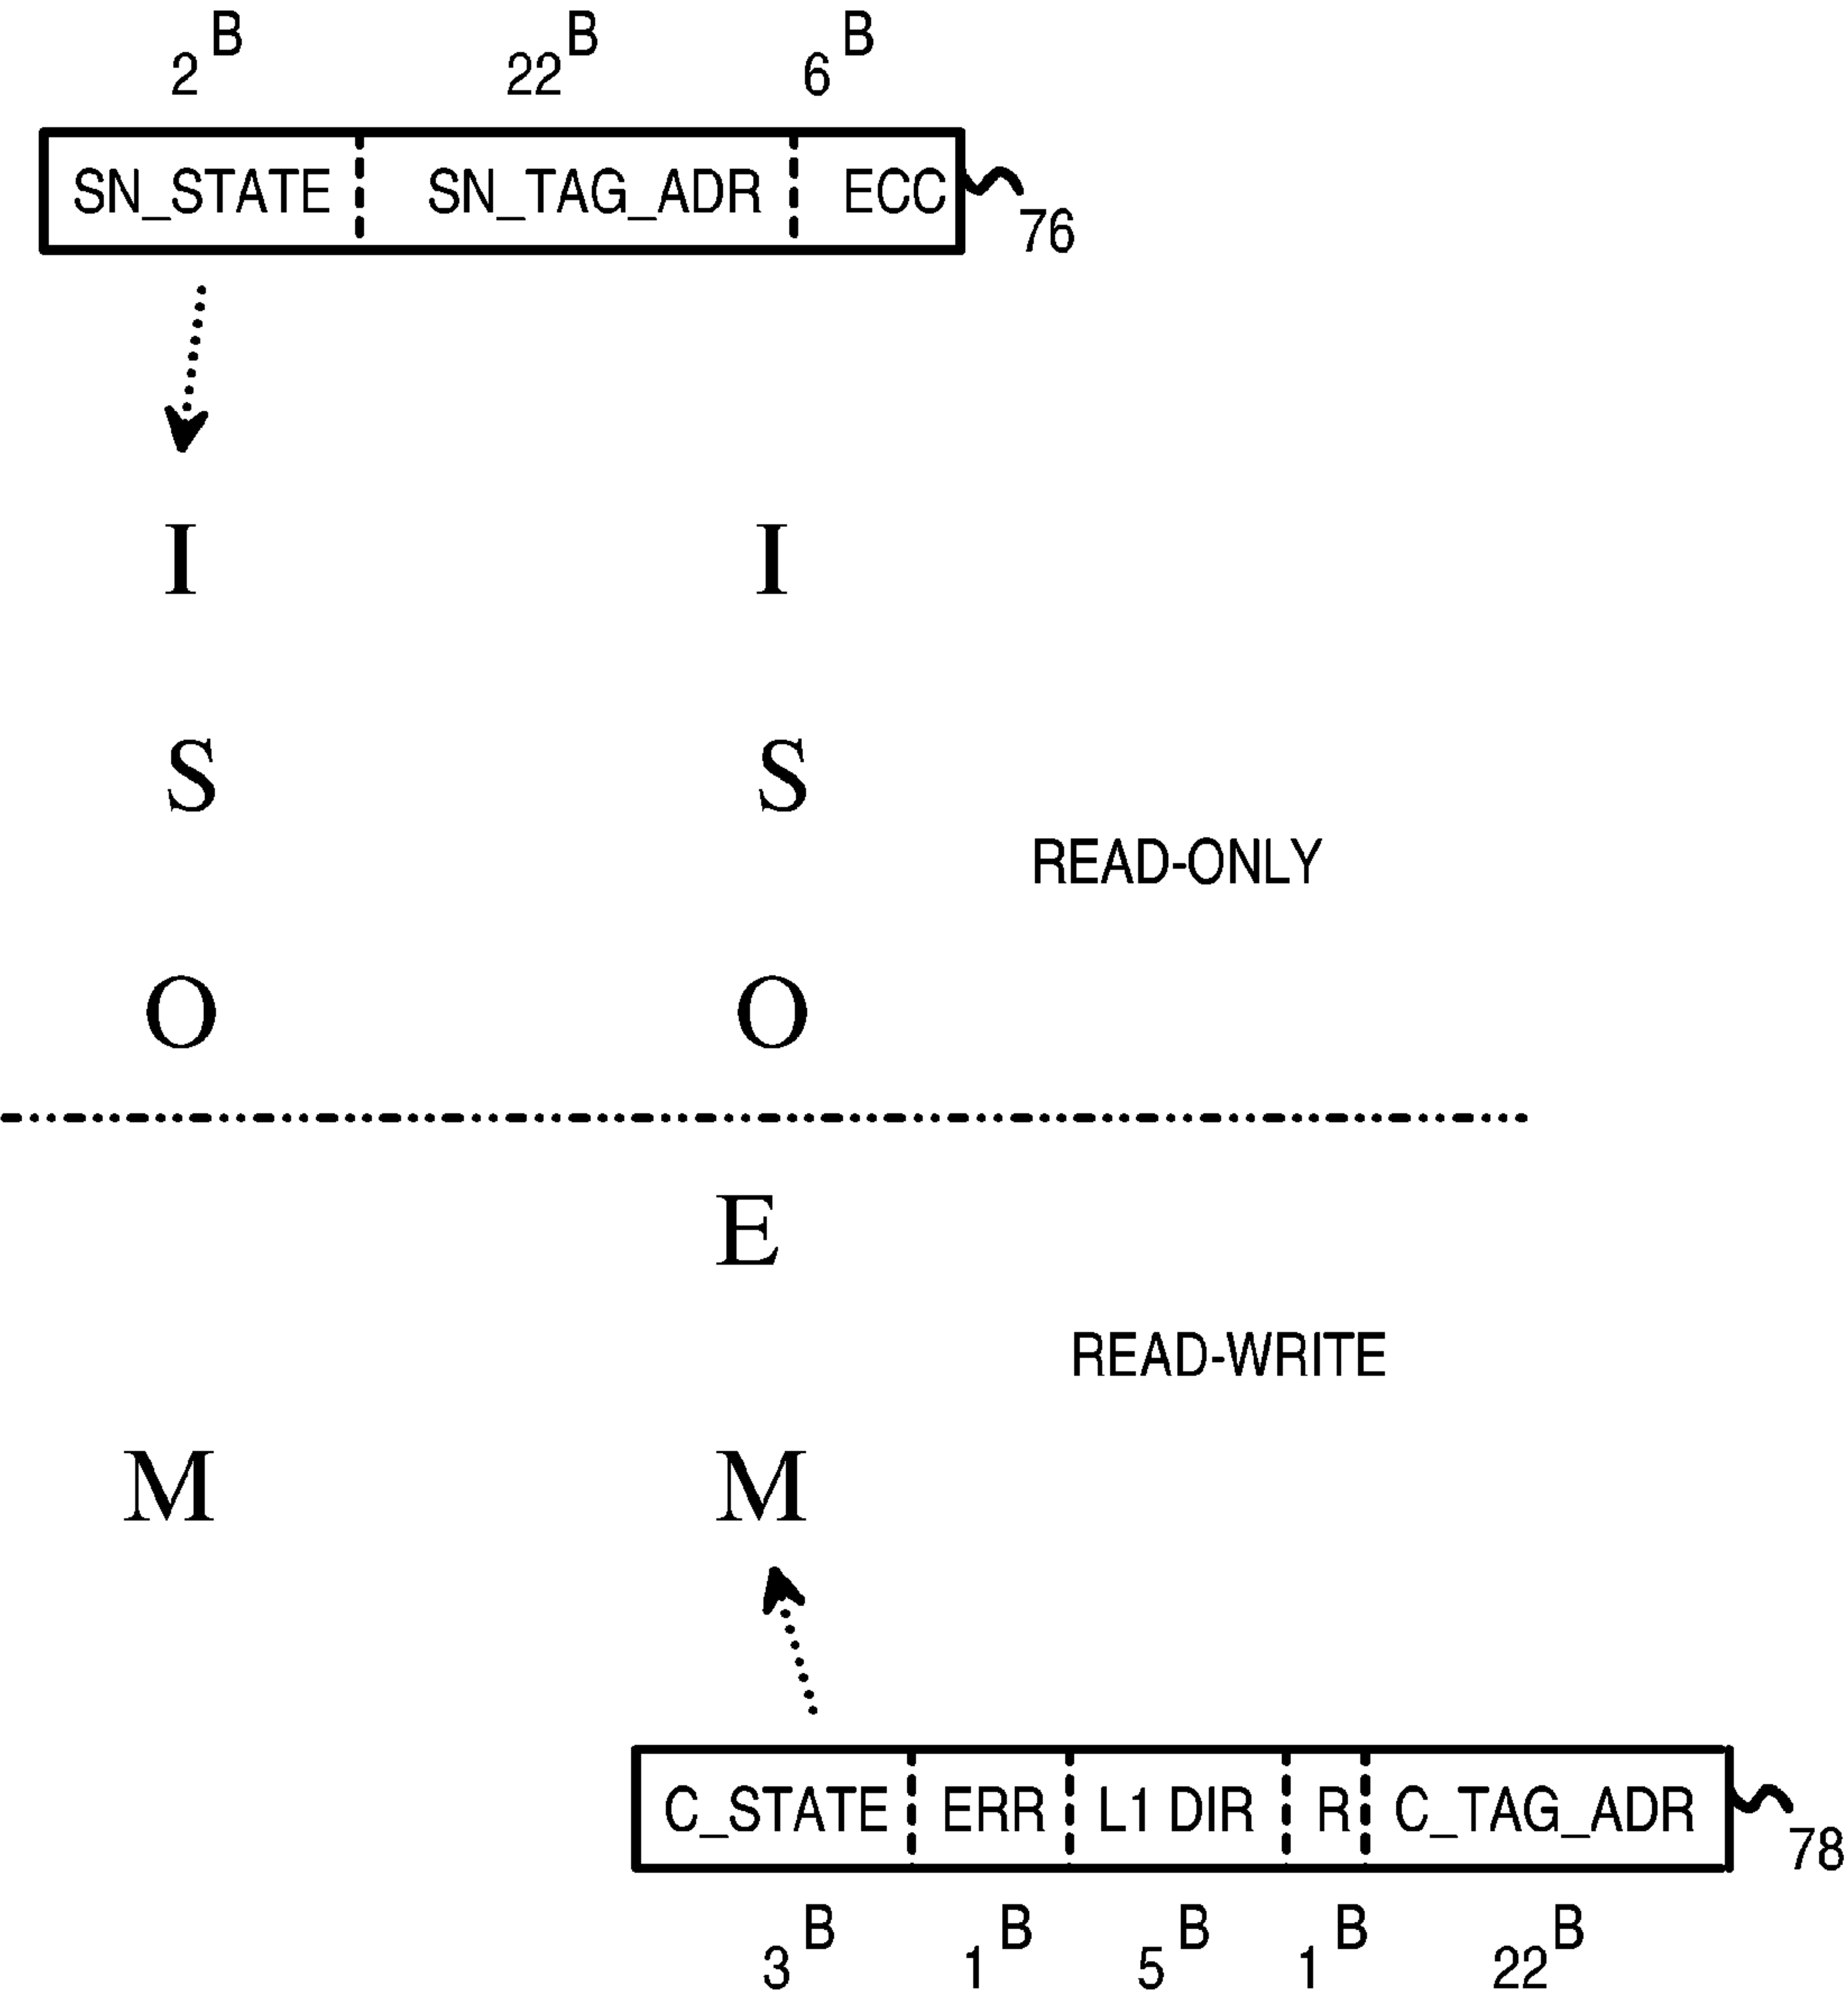 2B 22B 6B
SN_STATE SN_TAG_ADR ECC
76
I I
S S
READ-ONLY
O O
E
READ-WRITE
M M
C_STATE ERR L1 DIR R C_TAG_ADR
78
3B 1B 5B 1B 22B